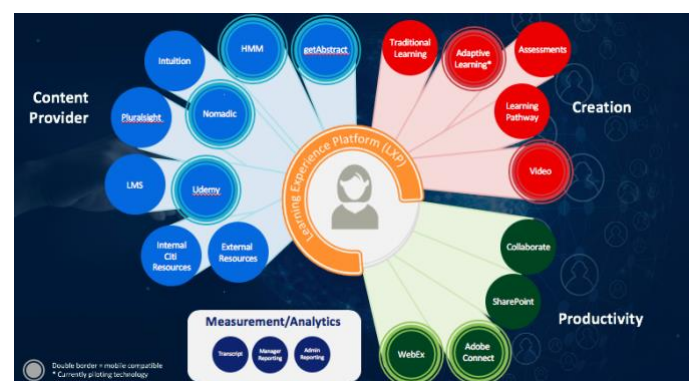 Content
Provider
Intuition
HMM
getAbstract
Pluralsight
Nomadic
LMS
Udemy
Internal
Citi
Resources
External
Resources
Learning Experience Platform (LXP)
Traditional
Learning
Adaptive
Learning*
Assessments
Learning
Pathway
Video
Creation
Collaborate
SharePoint
Adobe
Connect
WebEx
Productivity
Measurement/Analytics
Transcript
Manager
Reporting
Admin
Reporting
Double border = mobile compatible
* Currently piloting technology